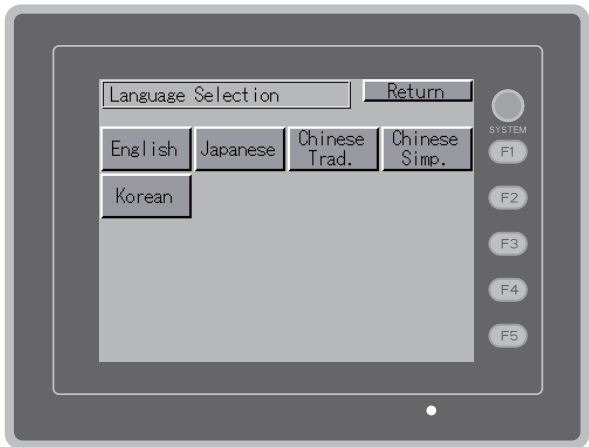 Language Selection
Return
English
Japanese
Chinese
Trad.
Chinese
Simp.
Korean
SYSTEM
F1
F2
F3
F4
F5